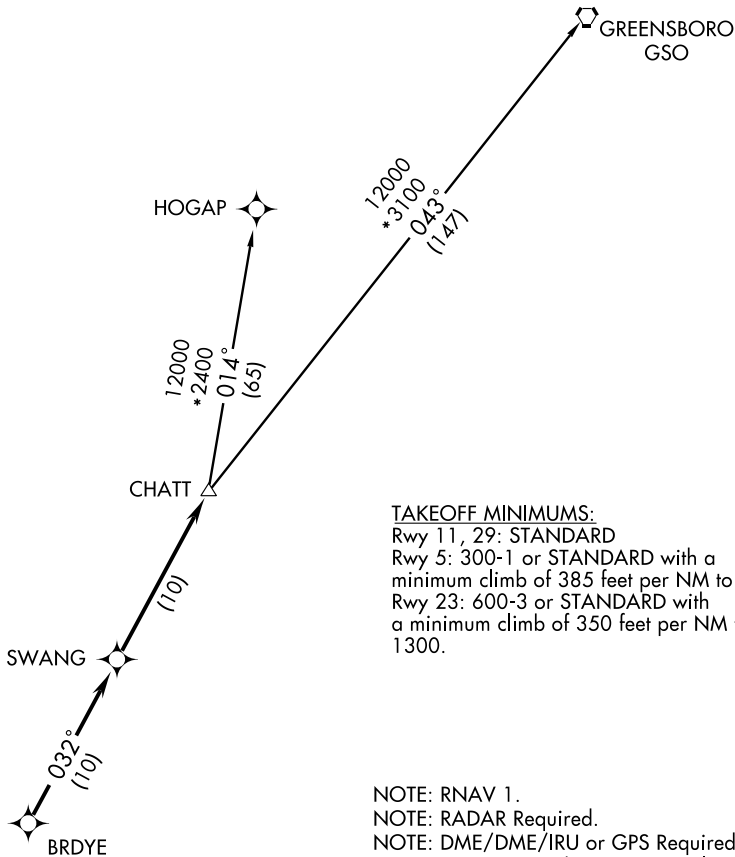 GREENSBORO
GSO
12000
*3100
043°
(147)
HOGAP
12000
*2400
014°
(65)
CHATT
(10)
SWANG
032°
(10)
BRDYE
TAKEOFF MINIMUMS:
Rwy 11, 29: STANDARD
Rwy 5: 300-1 or STANDARD with a
minimum climb of 385 feet per NM to
Rwy 23: 600-3 or STANDARD with
a minimum climb of 350 feet per NM
1300.
NOTE: RNAV 1.
NOTE: RADAR Required.
NOTE: DME/DME/IRU or GPS Required